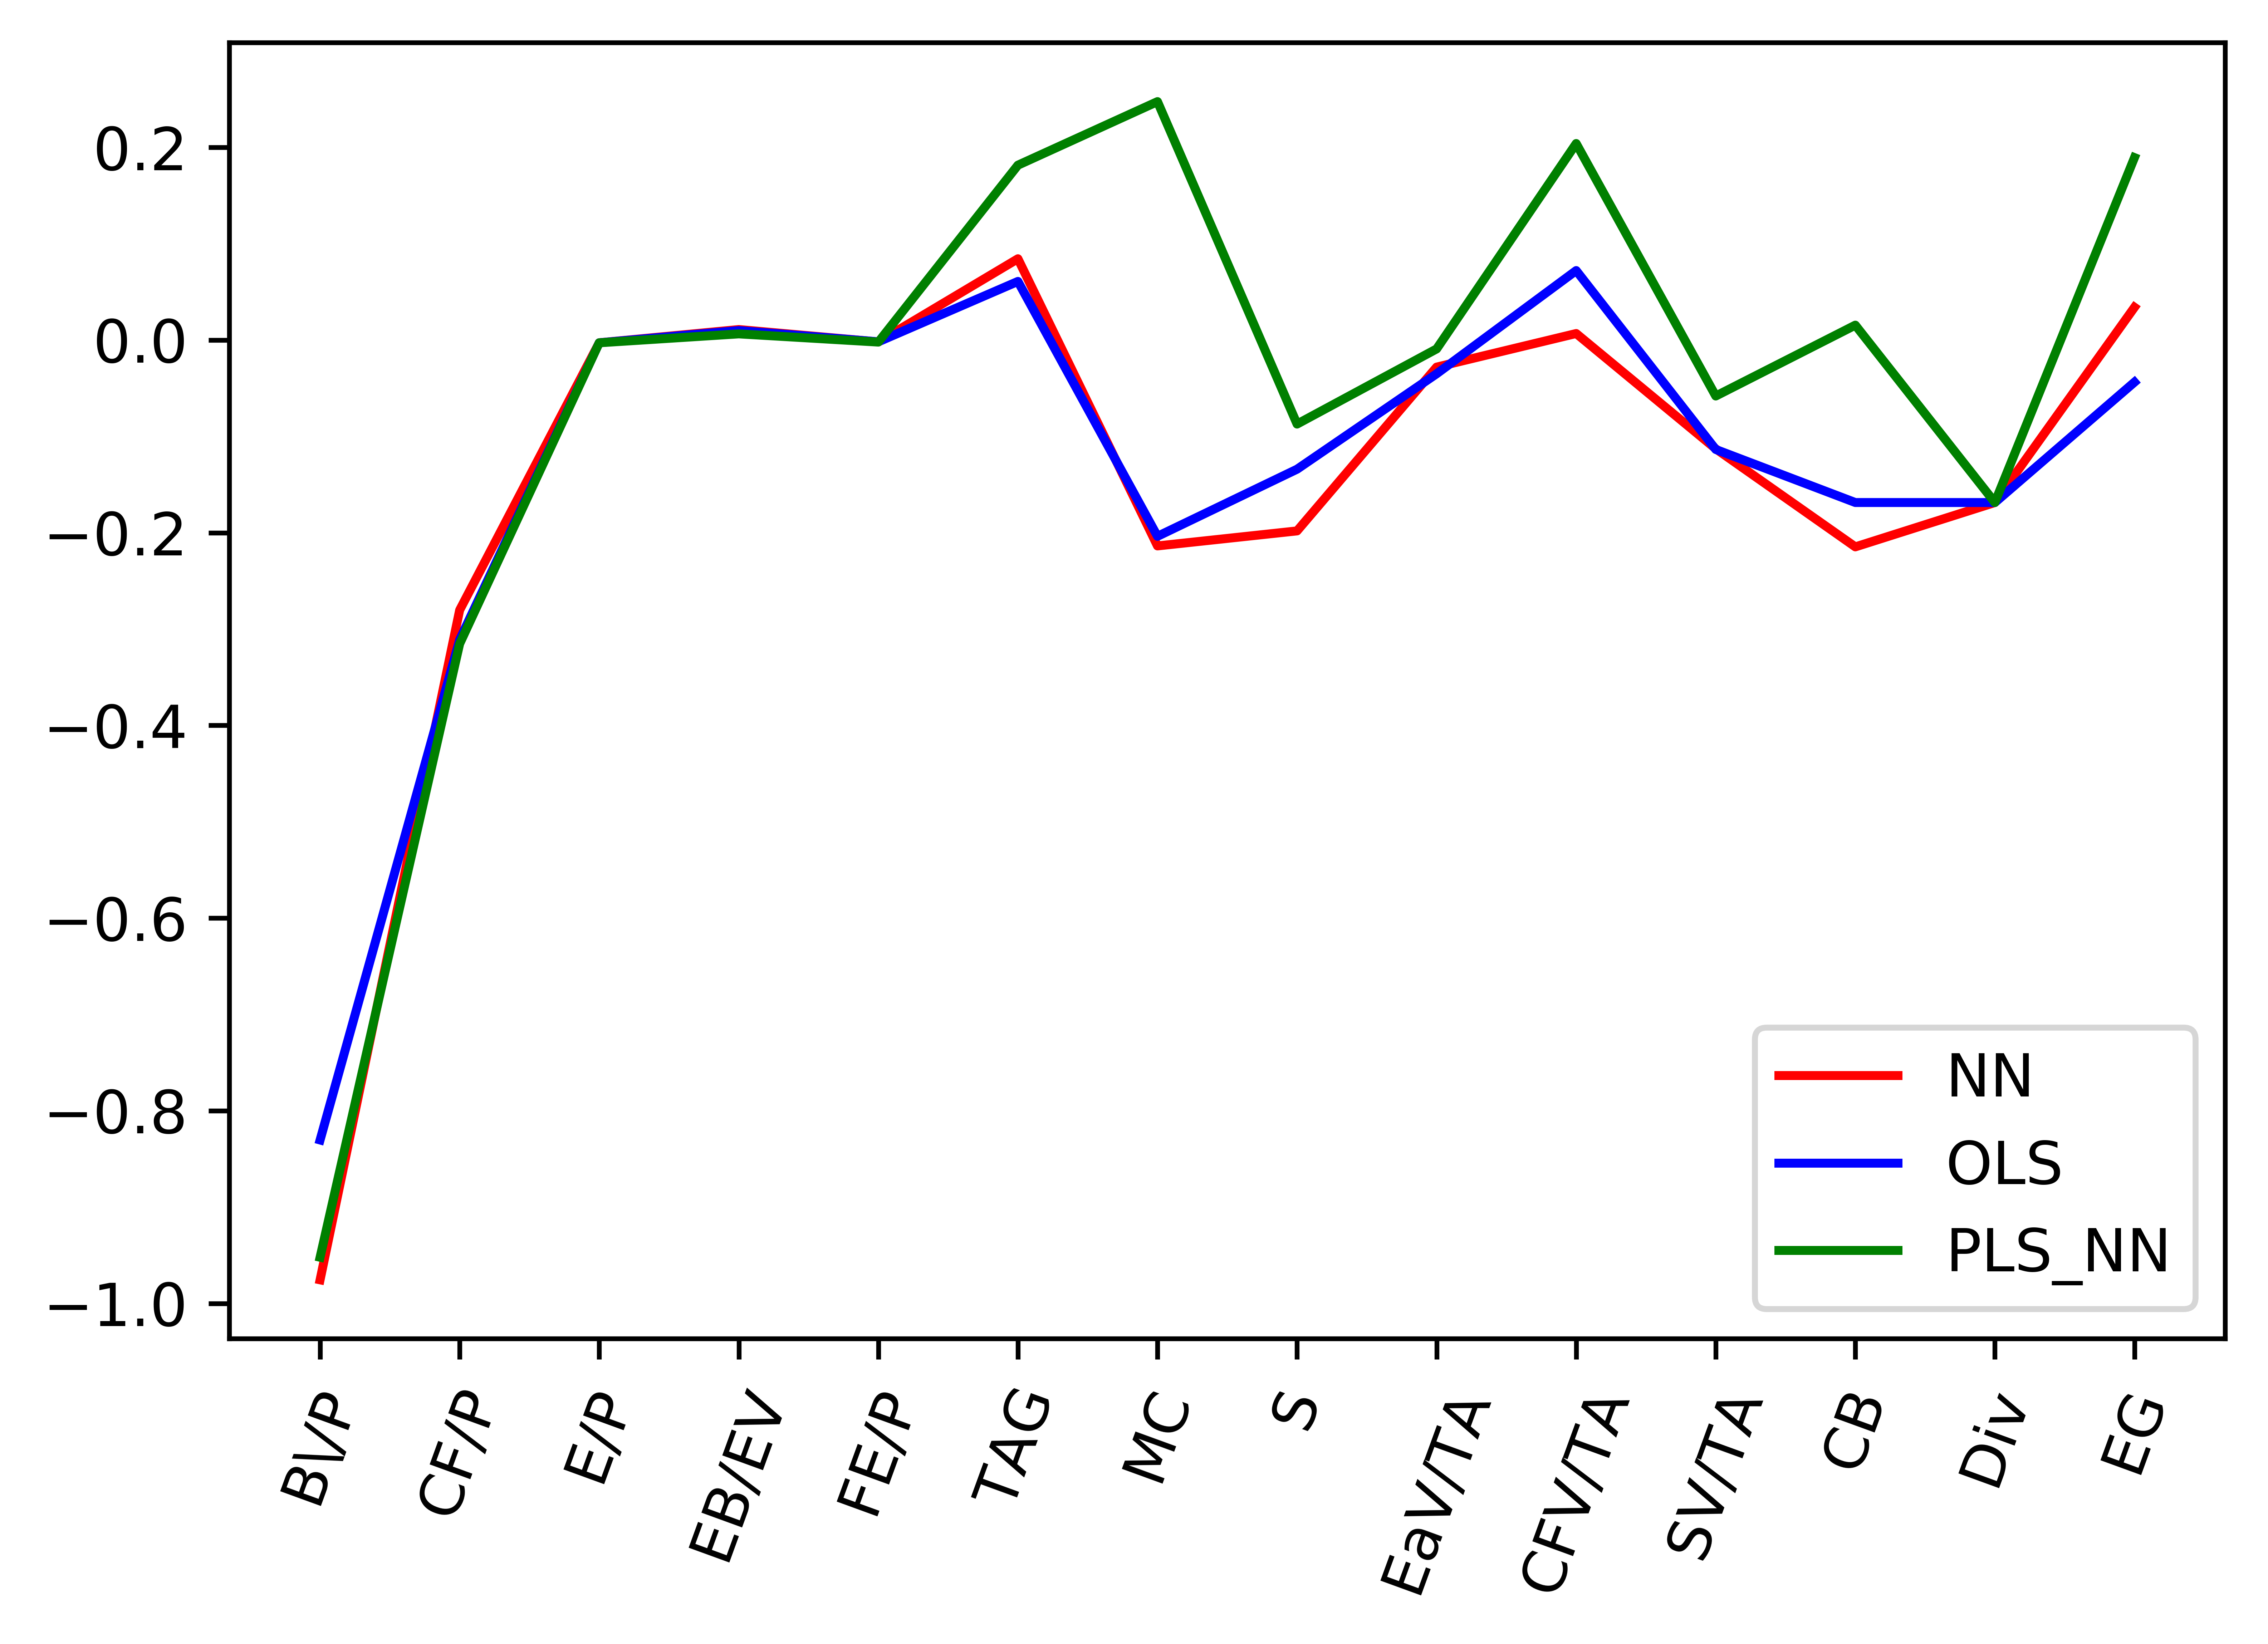 0.2
0.0
−0.2
−0.4
−0.6
−0.8
−1.0
NN
OLS
PLS_NN
B/P
CF/P
E/P
EB/EV
FE/P
TAG
MC
S
EaV/TA
CFV/TA
SV/TA
CB
Div
EG